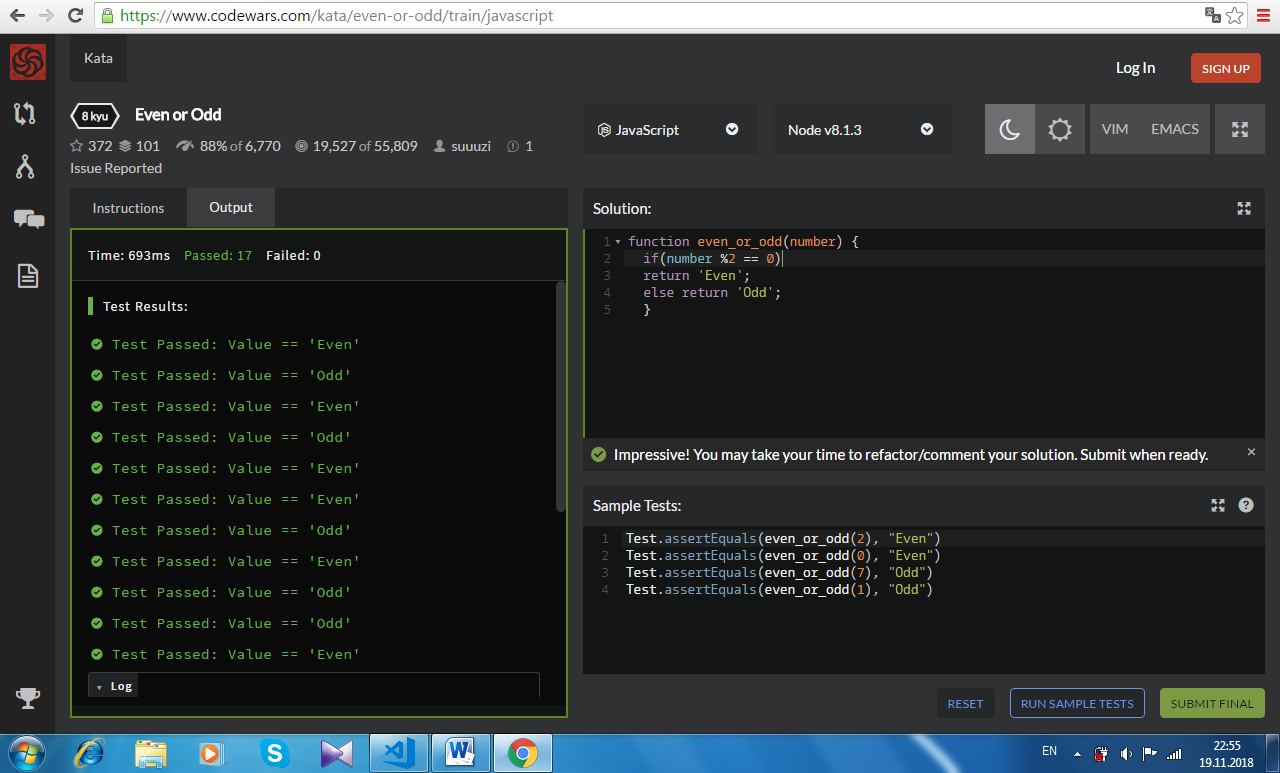 https://www.codewars.com/kata/even-or-odd/train/javascript
Kata
Log In
SIGN UP
8 kyu
Even or Odd
372 101 88% of 6,770 19,527 of 55,809 suuuzi 1
Issue Reported
JavaScript
Node v8.1.3
VIM
EMACS
Instructions
Output
Time: 693ms Passed: 17 Failed: 0
Test Results:
Test Passed: Value == 'Even'
Test Passed: Value == 'Odd'
Test Passed: Value == 'Even'
Test Passed: Value == 'Odd'
Test Passed: Value == 'Even'
Test Passed: Value == 'Even'
Test Passed: Value == 'Odd'
Test Passed: Value == 'Even'
Test Passed: Value == 'Odd'
Test Passed: Value == 'Odd'
Test Passed: Value == 'Even'
Log
Solution:
1 function even_or_odd(number) {
2 if(number %2 == 0)
3 return 'Even';
4 else return 'Odd';
5 }
Impressive! You may take your time to refactor/comment your solution. Submit when ready.
Sample Tests:
1 Test.assertEquals(even_or_odd(2), "Even")
2 Test.assertEquals(even_or_odd(0), "Even")
3 Test.assertEquals(even_or_odd(7), "Odd")
4 Test.assertEquals(even_or_odd(1), "Odd")
RESET
RUN SAMPLE TESTS
SUBMIT FINAL
EN
22:55
19.11.2018